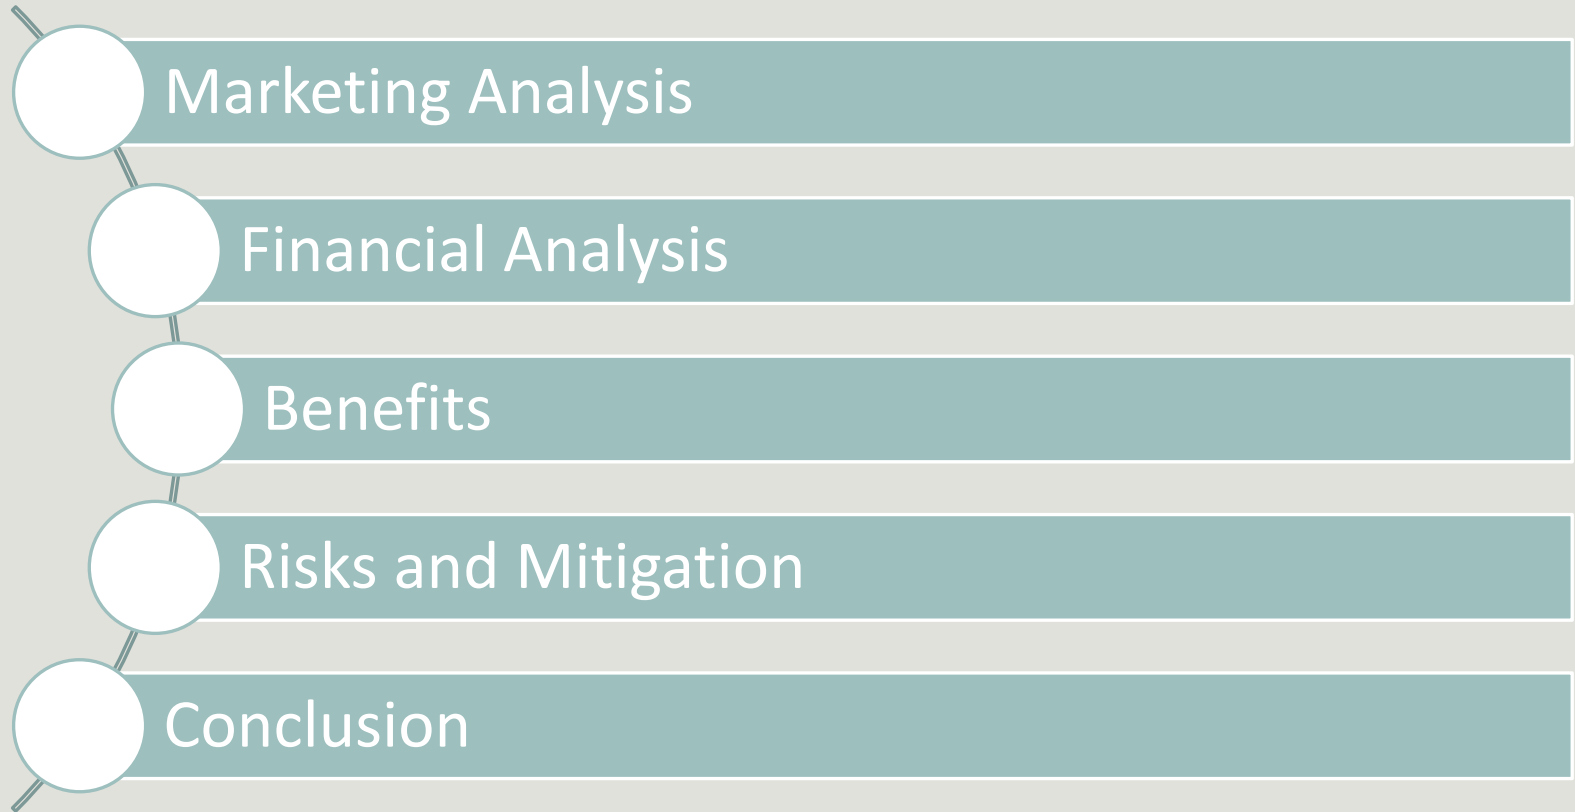 Marketing Analysis
Financial Analysis
Benefits
Risks and Mitigation
Conclusion